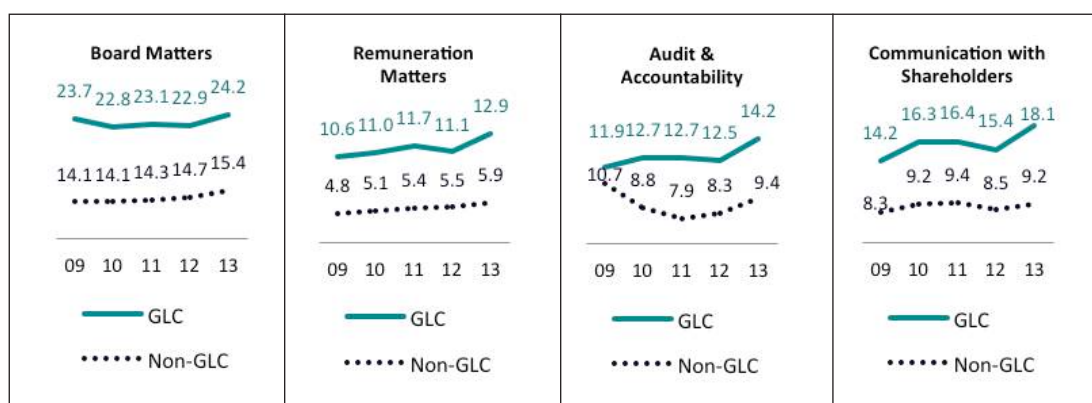 Board Matters
23.7 22.8 23.1 22.9 24.2
14.1 14.1 14.3 14.7 15.4
09 10 11 12 13
GLC
Non-GLC
Remuneration
Matters
10.6 11.0 11.7 11.1 12.9
4.8 5.1 5.4 5.5 5.9
09 10 11 12 13
GLC
Non-GLC
Audit &
Accountability
11.9 12.7 12.7 12.5 14.2
10.7 8.8 7.9 8.3 9.4
09 10 11 12 13
GLC
Non-GLC
Communication with
Shareholders
14.2 16.3 16.4 15.4 18.1
8.3 9.2 9.4 8.5 9.2
09 10 11 12 13
GLC
Non-GLC